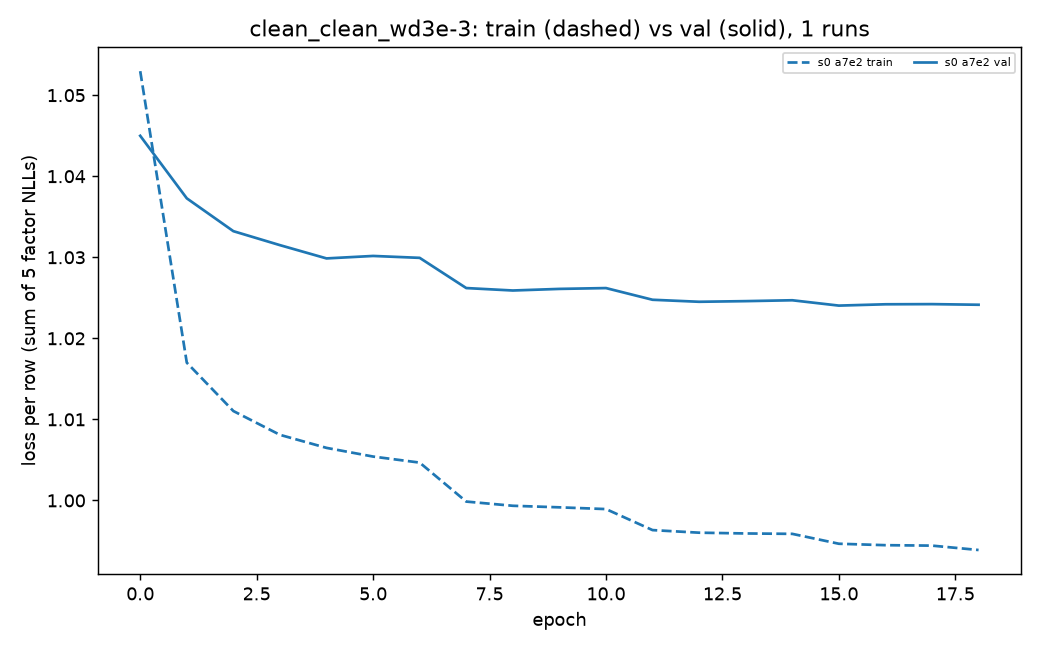 clean_clean_wd3e-3: train (dashed) vs val (solid), 1 runs
s0 a7e2 train s0 a7e2 val
loss per row (sum of 5 factor NLLs)
1.05
1.04
1.03
1.02
1.01
1.00
0.0 2.5 5.0 7.5 10.0 12.5 15.0 17.5
epoch